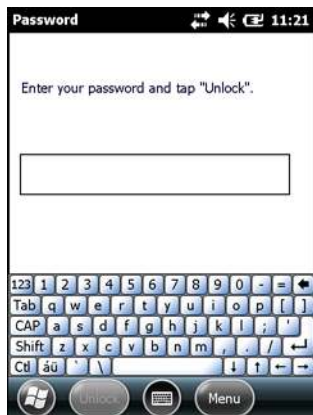 Password 11:21
Enter your password and tap "Unlock".
123 1 2 3 4 5 6 7 8 9 0 - =
Tab q w e r t y u i o p [ ]
CAP a s d f g h j k l ; '
Shift z x c v b n m , . /
Ctl áü ` \
Unlock Menu